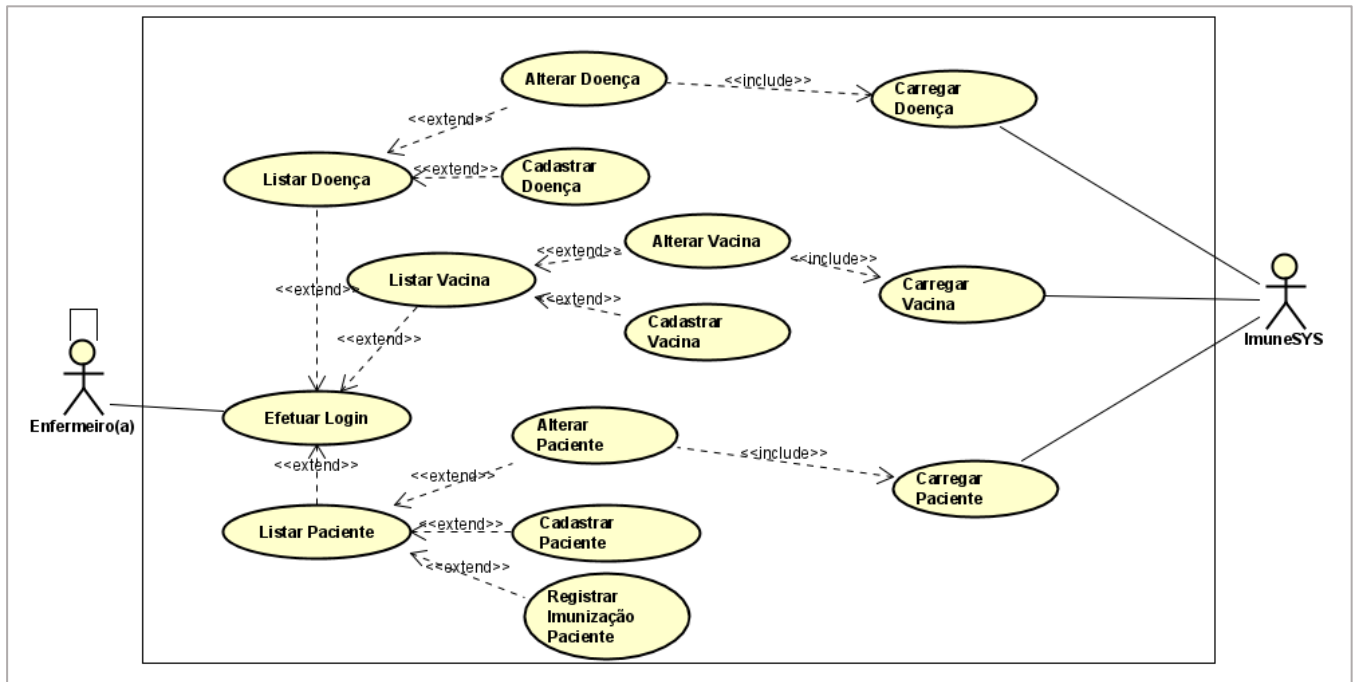 Alterar Doença
<<include>>
Carregar
Doença
<<extend>>
Listar Doença
<<extend>>
Cadastrar
Doença
Alterar Vacina
<<extend>>
<<include>>
Listar Vacina
<<extend>>
Carregar
Vacina
<<extend>>
Cadastrar
Vacina
<<extend>>
ImuneSYS
Enfermeiro(a)
Efetuar Login
Alterar
Paciente
<<include>>
<<extend>>
<<extend>>
Carregar
Paciente
Listar Paciente
<<extend>>
Cadastrar
Paciente
<<extend>>
Registrar
Imunização
Paciente